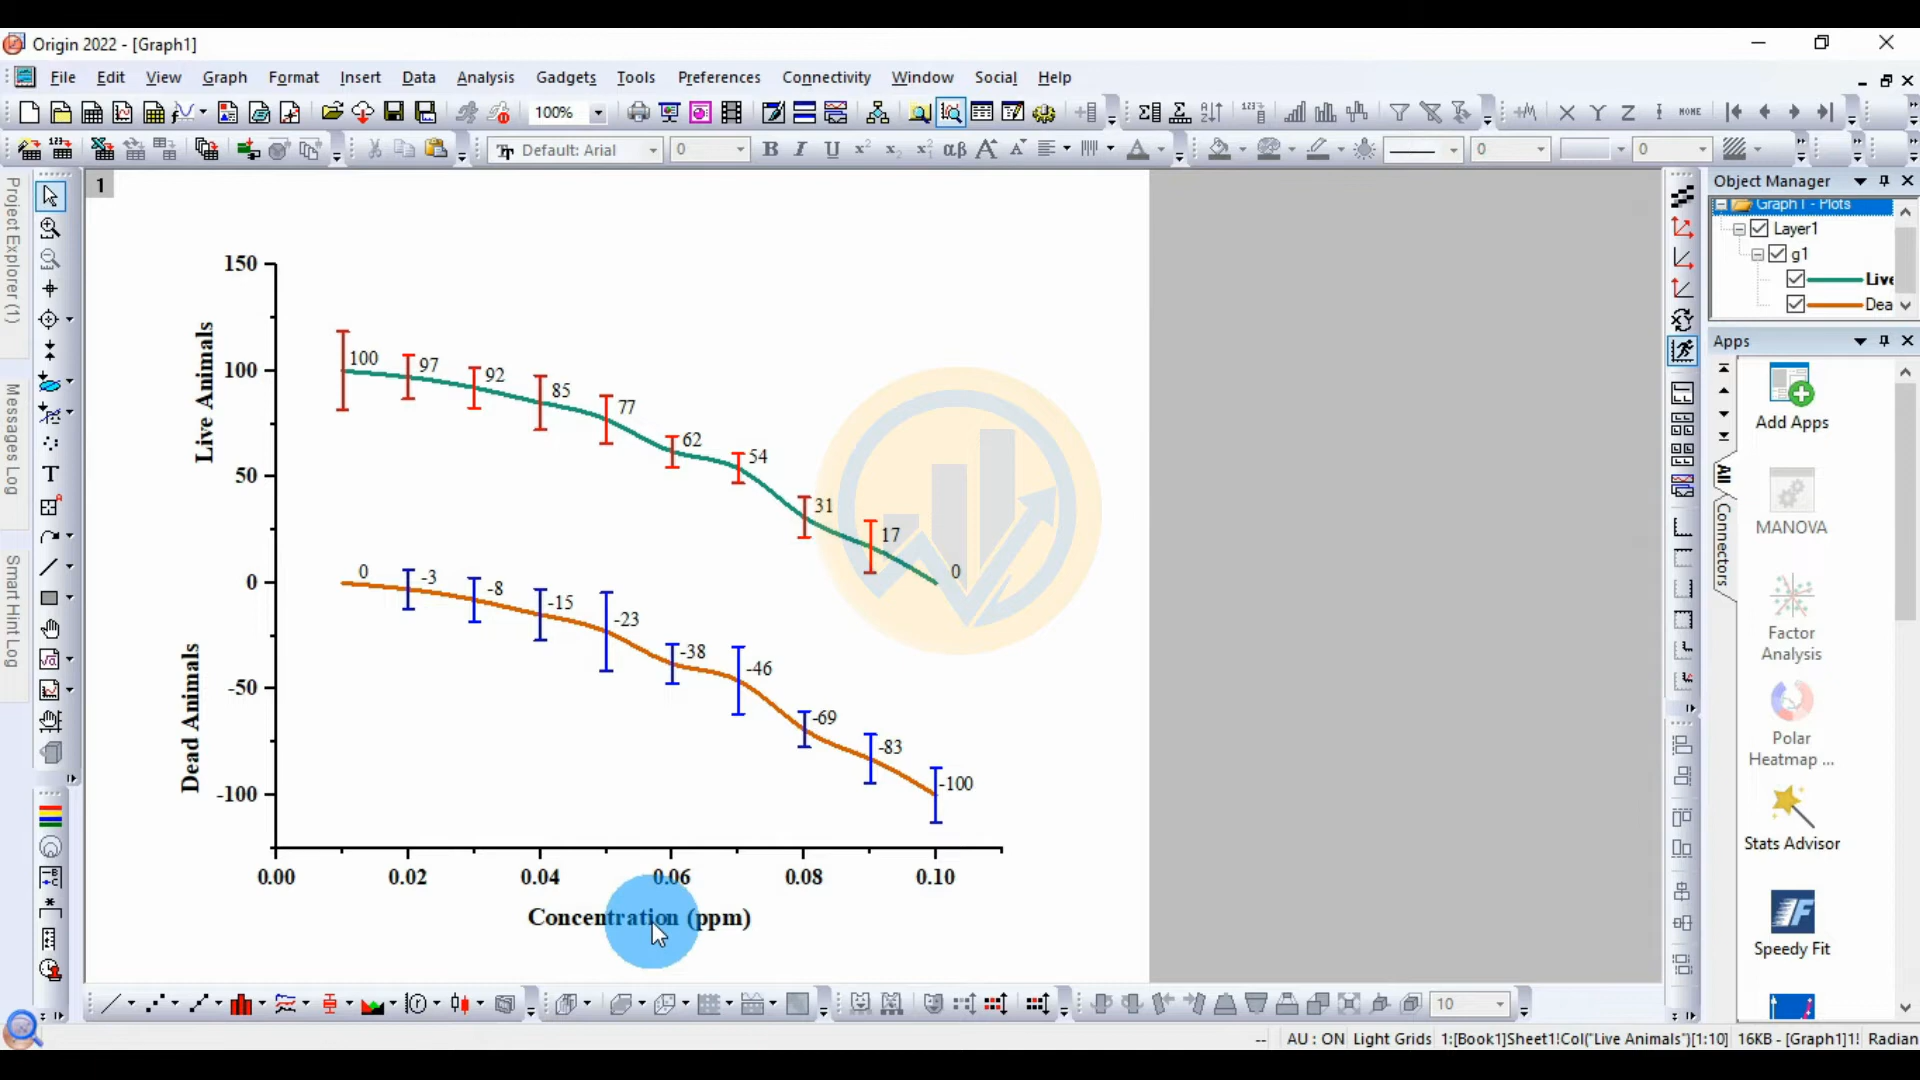 Origin 2022 - [Graph1]
File Edit View Graph Format Insert Data Analysis Gadgets Tools Preferences Connectivity Window Social Help
100%
Default: Arial 0 B I U αβ A 0 0
Project Explorer (1)
Messages Log
Smart Hint Log
1
Live Animals
Dead Animals
150
100
50
0
-50
-100
100 97 92 85 77 62 54 31 17 0
0 -3 -8 -15 -23 -38 -46 -69 -83 -100
0.00 0.02 0.04 0.06 0.08 0.10
Concentration (ppm)
Object Manager
Graph1 - Plots
Layer1
g1
Live
Dea
Apps
All
Connectors
Add Apps
MANOVA
Factor
Analysis
Polar
Heatmap ...
Stats Advisor
Speedy Fit
10
-- AU : ON Light Grids 1:[Book1]Sheet1!Col("Live Animals")[1:10] 16KB - [Graph1]1! Radian